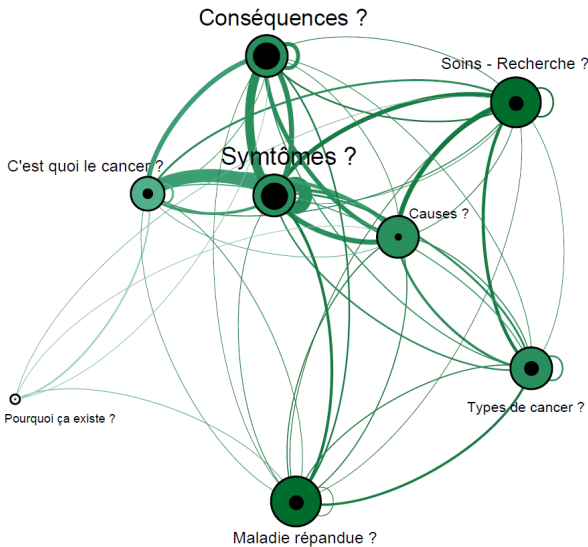 Conséquences ?
Soins - Recherche ?
C'est quoi le cancer ?
Symtômes ?
Causes ?
Pourquoi ça existe ?
Types de cancer ?
Maladie répandue ?